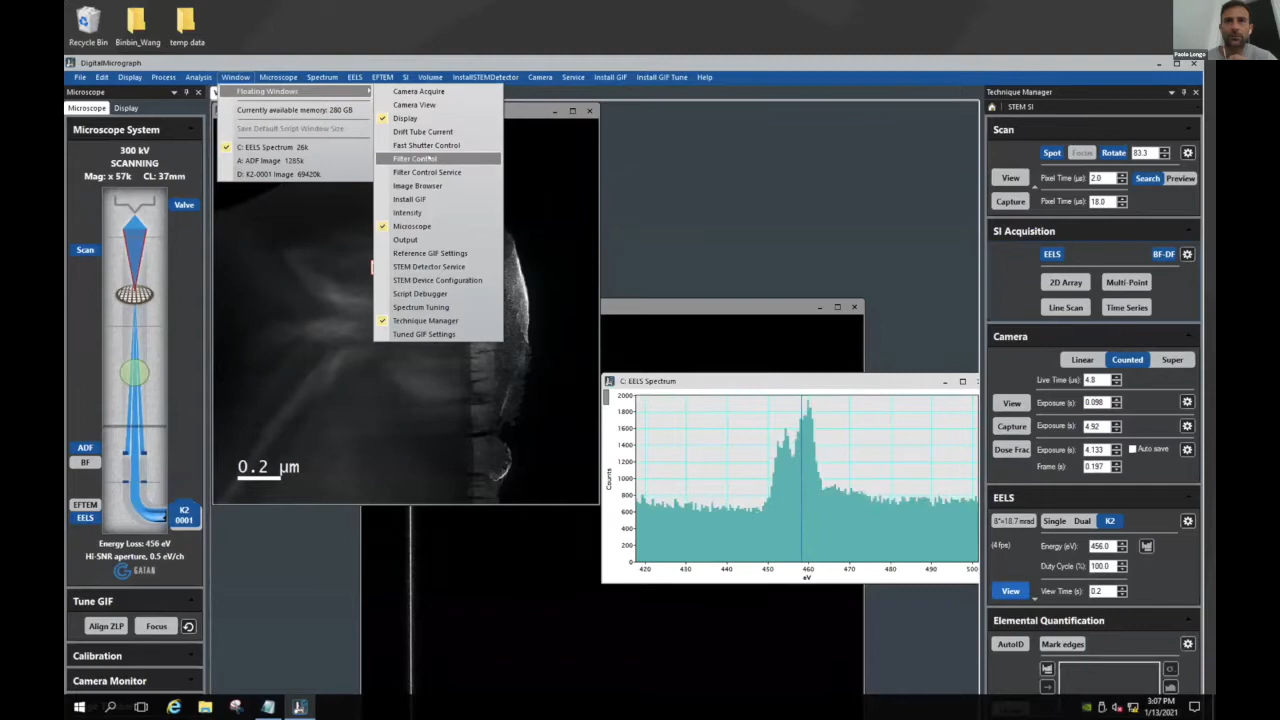 Recycle Bin
Binbin_Wang
temp data
Paolo Longo
DigitalMicrograph
File Edit Display Process Analysis Window Microscope Spectrum EELS EFTEM SI Volume InstallSTEMDetector Camera Service Install GIF Install GIF Tune Help
Microscope
Microscope Display
Microscope System
300 kV
SCANNING
Mag: x 57k CL: 37mm
Valve
Scan
ADF
BF
EFTEM
EELS
K2
0001
Energy Loss: 456 eV
Hi-SNR aperture, 0.5 eV/ch
GATAN
Tune GIF
Align ZLP Focus
Calibration
Camera Monitor
Floating Windows
Currently available memory: 280 GB
Save Default Script Window Size
C: EELS Spectrum 26k
A: ADF Image 1285k
D: K2-0001 Image 69420k
Camera Acquire
Camera View
Display
Drift Tube Current
Fast Shutter Control
Filter Control
Filter Control Service
Image Browser
Install GIF
Intensity
Microscope
Output
Reference GIF Settings
STEM Detector Service
STEM Device Configuration
Script Debugger
Spectrum Tuning
Technique Manager
Tuned GIF Settings
0.2 µm
C: EELS Spectrum
2000
1800
1600
1400
1200
1000
800
600
400
200
0
Counts
420 430 440 450 460 470 480 490 500
eV
Technique Manager
STEM SI
Scan
Spot Focus Rotate 83.3
View Pixel Time (µs) 2.0 Search Preview
Capture Pixel Time (µs) 18.0
SI Acquisition
EELS BF-DF
2D Array Multi-Point
Line Scan Time Series
Camera
Linear Counted Super
Live Time (µs) 4.8
View Exposure (s): 0.098
Capture Exposure (s): 4.92
Dose Frac Exposure (s): 4.133 Auto save
Frame (s): 0.197
EELS
8"=18.7 mrad Single Dual K2
(4 fps) Energy (eV): 456.0
Duty Cycle (%): 100.0
View View Time (s): 0.2
Elemental Quantification
AutoID Mark edges
3:07 PM
1/13/2021